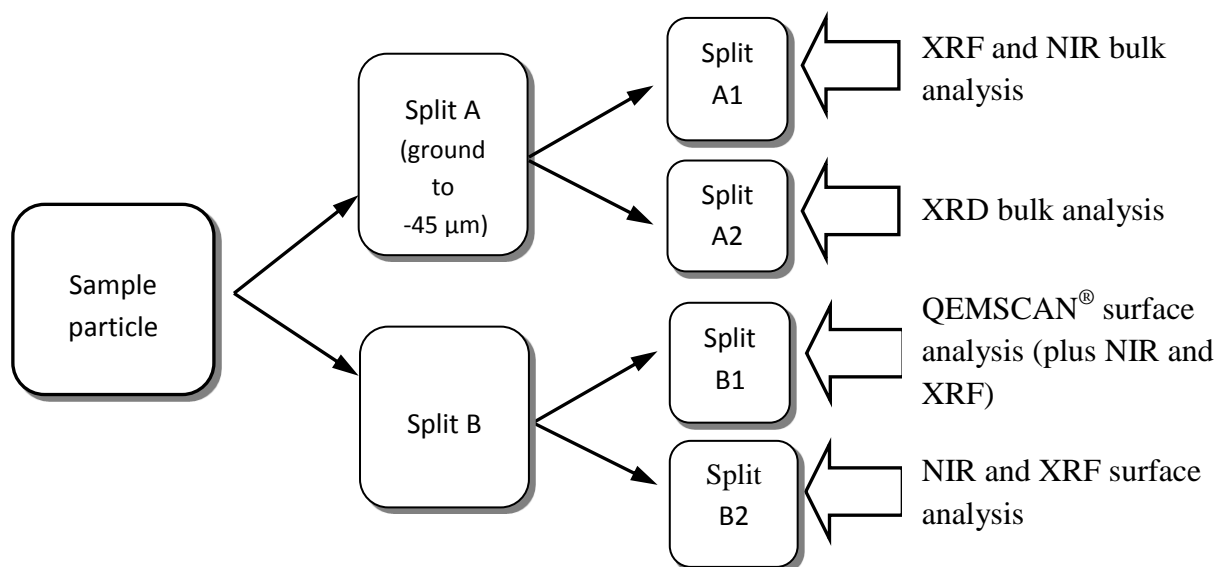 Sample
particle
Split A
(ground
to
-45 µm)
Split B
Split
A1
Split
A2
Split
B1
Split
B2
XRF and NIR bulk
analysis
XRD bulk analysis
QEMSCAN® surface
analysis (plus NIR and
XRF)
NIR and XRF surface
analysis